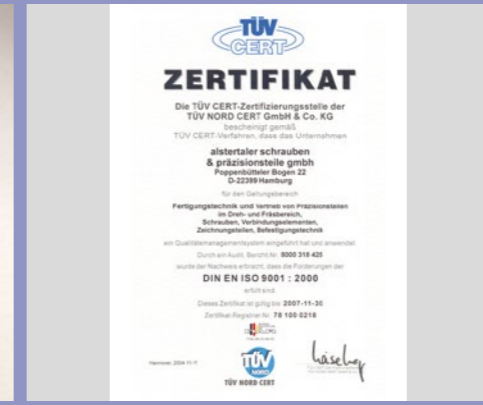 TÜV
CERT
ZERTIFIKAT
Die TÜV CERT-Zertifizierungsstelle der
TÜV NORD CERT GmbH & Co. KG
bescheinigt gemäß
TÜV CERT-Verfahren, dass das Unternehmen
alstertaler schrauben
& präzisionsteile gmbh
Poppenbütteler Bogen 22
D-22399 Hamburg
für den Geltungsbereich
Fertigungstechnik und Vertrieb von Präzisionsteilen
im Dreh- und Fräsbereich,
Schrauben, Verbindungselementen,
Zeichnungsteilen, Befestigungstechnik
ein Qualitätsmanagementsystem eingeführt hat und anwendet.
Durch ein Audit, Bericht-Nr. 8000 318 425
wurde der Nachweis erbracht, dass die Forderungen der
DIN EN ISO 9001 : 2000
erfüllt sind.
Dieses Zertifikat ist gültig bis 2007-11-30
Zertifikat-Registrier-Nr. 78 100 0218
Hannover, 2004-11-11
TÜV
NORD
TÜV NORD CERT